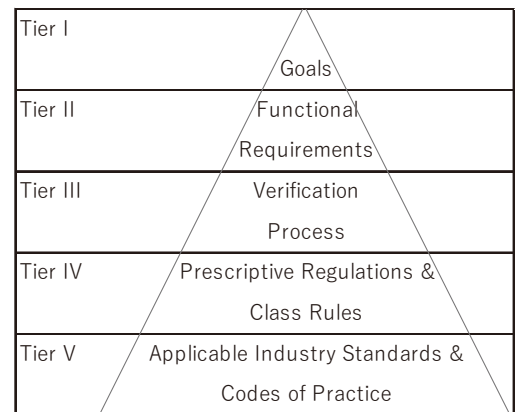 Tier I
Goals
Tier II
Functional
Requirements
Tier III
Verification
Process
Tier IV
Prescriptive Regulations &
Class Rules
Tier V
Applicable Industry Standards &
Codes of Practice